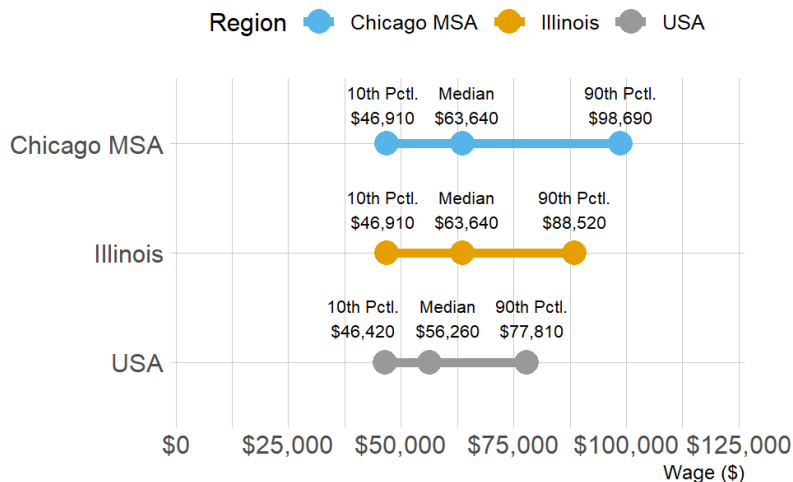 Region Chicago MSA Illinois USA
10th Pctl. Median 90th Pctl.
$46,910 $63,640 $98,690
Chicago MSA
10th Pctl. Median 90th Pctl.
$46,910 $63,640 $88,520
Illinois
10th Pctl. Median 90th Pctl.
$46,420 $56,260 $77,810
USA
$0 $25,000 $50,000 $75,000 $100,000 $125,000
Wage ($)